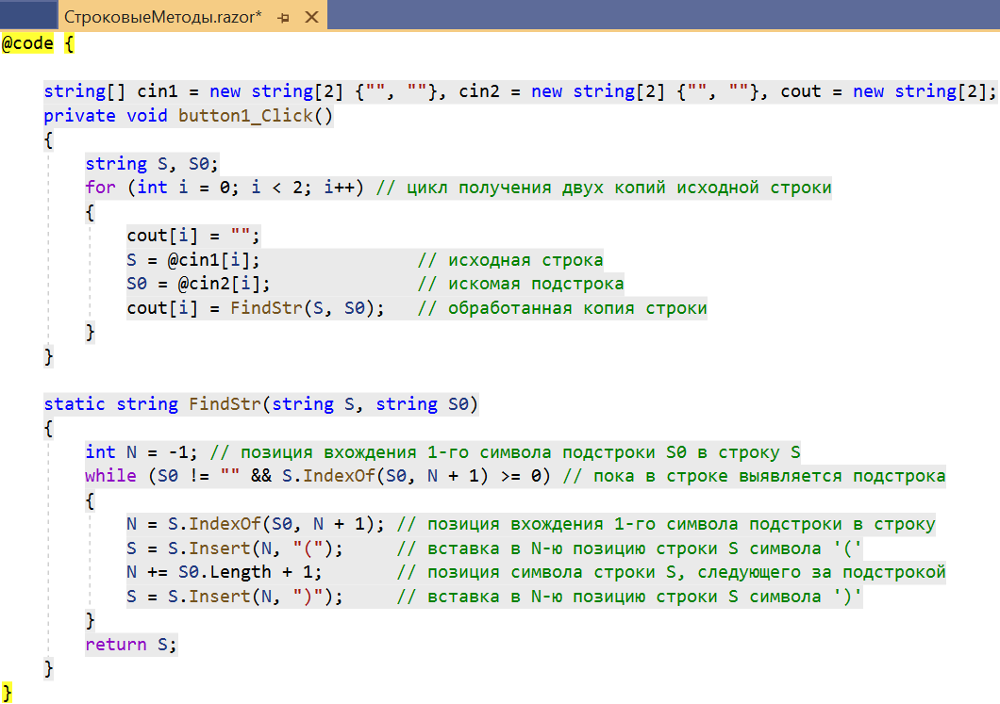 СтроковыеМетоды.razor*
@code {
string[] cin1 = new string[2] {"", ""}, cin2 = new string[2] {"", ""}, cout = new string[2];
private void button1_Click()
{
string S, S0;
for (int i = 0; i < 2; i++) // цикл получения двух копий исходной строки
{
cout[i] = "";
S = @cin1[i]; // исходная строка
S0 = @cin2[i]; // искомая подстрока
cout[i] = FindStr(S, S0); // обработанная копия строки
}
}
static string FindStr(string S, string S0)
{
int N = -1; // позиция вхождения 1-го символа подстроки S0 в строку S
while (S0 != "" && S.IndexOf(S0, N + 1) >= 0) // пока в строке выявляется подстрока
{
N = S.IndexOf(S0, N + 1); // позиция вхождения 1-го символа подстроки в строку
S = S.Insert(N, "("); // вставка в N-ю позицию строки S символа '('
N += S0.Length + 1; // позиция символа строки S, следующего за подстрокой
S = S.Insert(N, ")"); // вставка в N-ю позицию строки S символа ')'
}
return S;
}
}